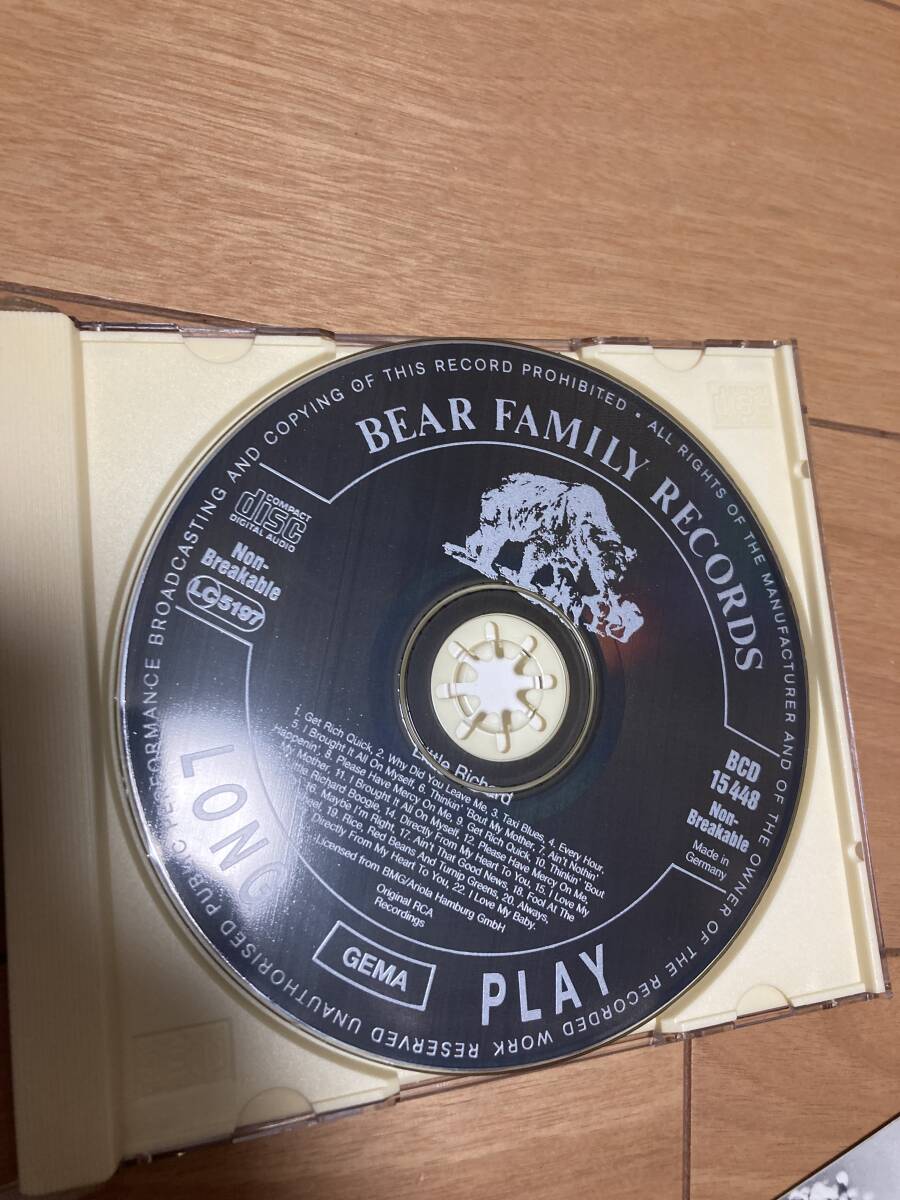 UNAUTHORISED PUBLIC PERFORMANCE BROADCASTING AND COPYING OF THIS RECORD PROHIBITED • ALL RIGHTS OF THE MANUFACTURER AND OF THE OWNER OF THE RECORDED WORK RESERVED
BEAR FAMILY RECORDS
COMPACT
disc
DIGITAL AUDIO
Non-
Breakable
LC 5197
BCD
15 448
Non-
Breakable
Made in
Germany
Little Richard
1. Get Rich Quick, 2. Why Did You Leave Me, 3. Taxi Blues, 4. Every Hour,
5. I Brought It All On Myself, 6. Thinkin' 'Bout My Mother, 7. Ain't Nothin'
Happenin', 8. Please Have Mercy On Me, 9. Get Rich Quick, 10. Thinkin' 'Bout
My Mother, 11. I Brought It All On Myself, 12. Please Have Mercy On Me,
Little Richard Boogie, 14. Directly From My Heart To You, 15. I Love My
16. Maybe I'm Right, 17. Ain't That Good News, 18. Fool At The
Wheel, 19. Rice, Red Beans And Turnip Greens, 20. Always,
Directly From My Heart To You, 22. I Love My Baby.
Licensed from BMG/Ariola Hamburg GmbH
Original RCA
Recordings
LONG
GEMA
PLAY